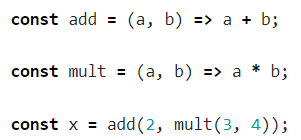 const add = (a, b) => a + b;
const mult = (a, b) => a * b;
const x = add(2, mult(3, 4));